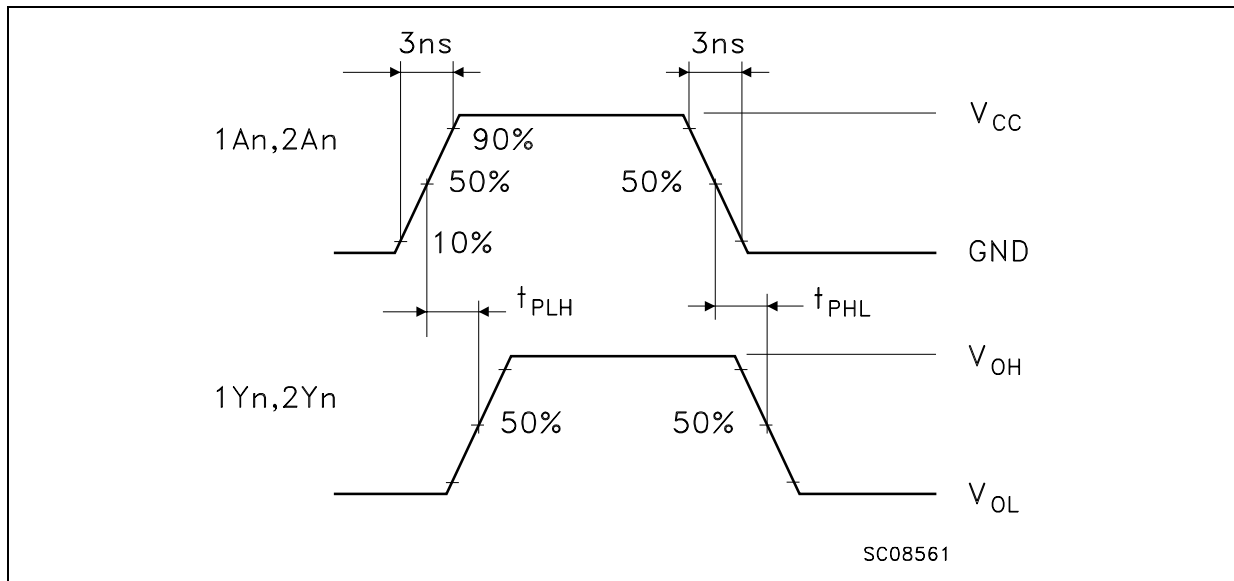 3ns 3ns
1An,2An
90%
50% 50%
10%
V_CC
GND
t_PLH t_PHL
1Yn,2Yn
50% 50%
V_OH
V_OL
SC08561